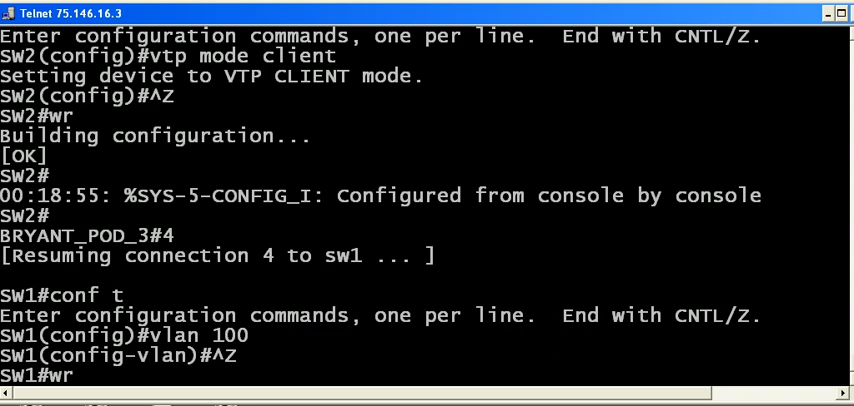 Telnet 75.146.16.3
Enter configuration commands, one per line.  End with CNTL/Z.
SW2(config)#vtp mode client
Setting device to VTP CLIENT mode.
SW2(config)#^Z
SW2#wr
Building configuration...
[OK]
SW2#
00:18:55: %SYS-5-CONFIG_I: Configured from console by console
SW2#
BRYANT_POD_3#4
[Resuming connection 4 to sw1 ... ]
SW1#conf t
Enter configuration commands, one per line.  End with CNTL/Z.
SW1(config)#vlan 100
SW1(config-vlan)#^Z
SW1#wr